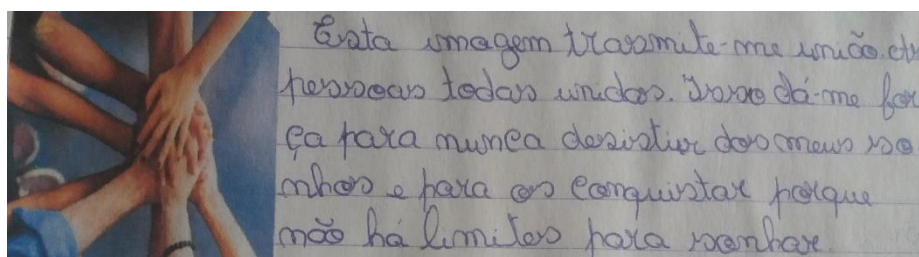 Esta imagem trasmite-me união. As
pessoas todas unidas. Isso dá-me for
ça para nunca desistir dos meus so
nhos e para os conquistar porque
não há limites para sonhar.